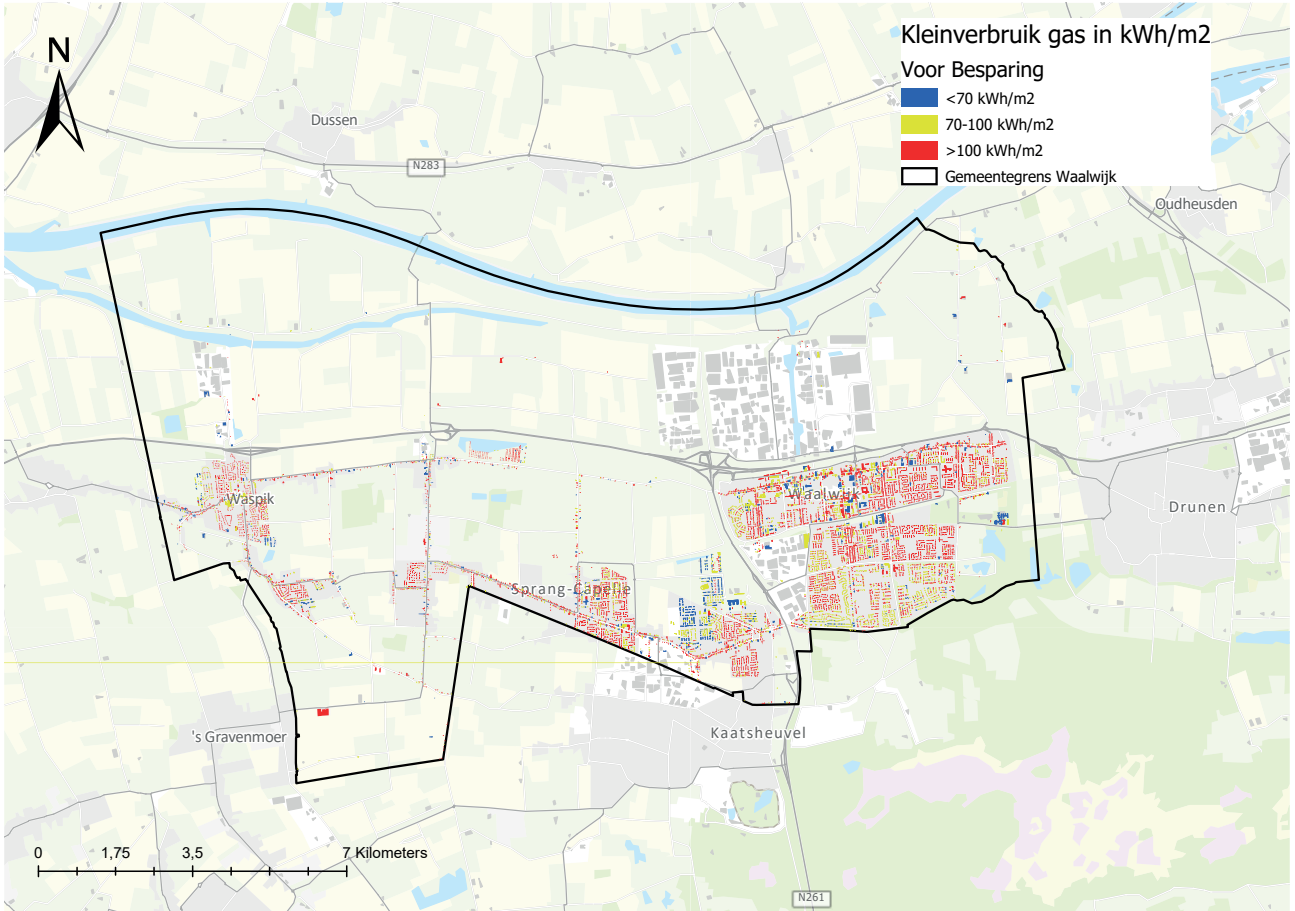 Kleinverbruik gas in kWh/m2
Voor Besparing
<70 kWh/m2
70-100 kWh/m2
>100 kWh/m2
Gemeentegrens Waalwijk
N
Dussen
N283
Oudheusden
Waspik
Waalwijk
Drunen
Sprang-Capelle
's Gravenmoer
Kaatsheuvel
0 1,75 3,5 7 Kilometers
N261